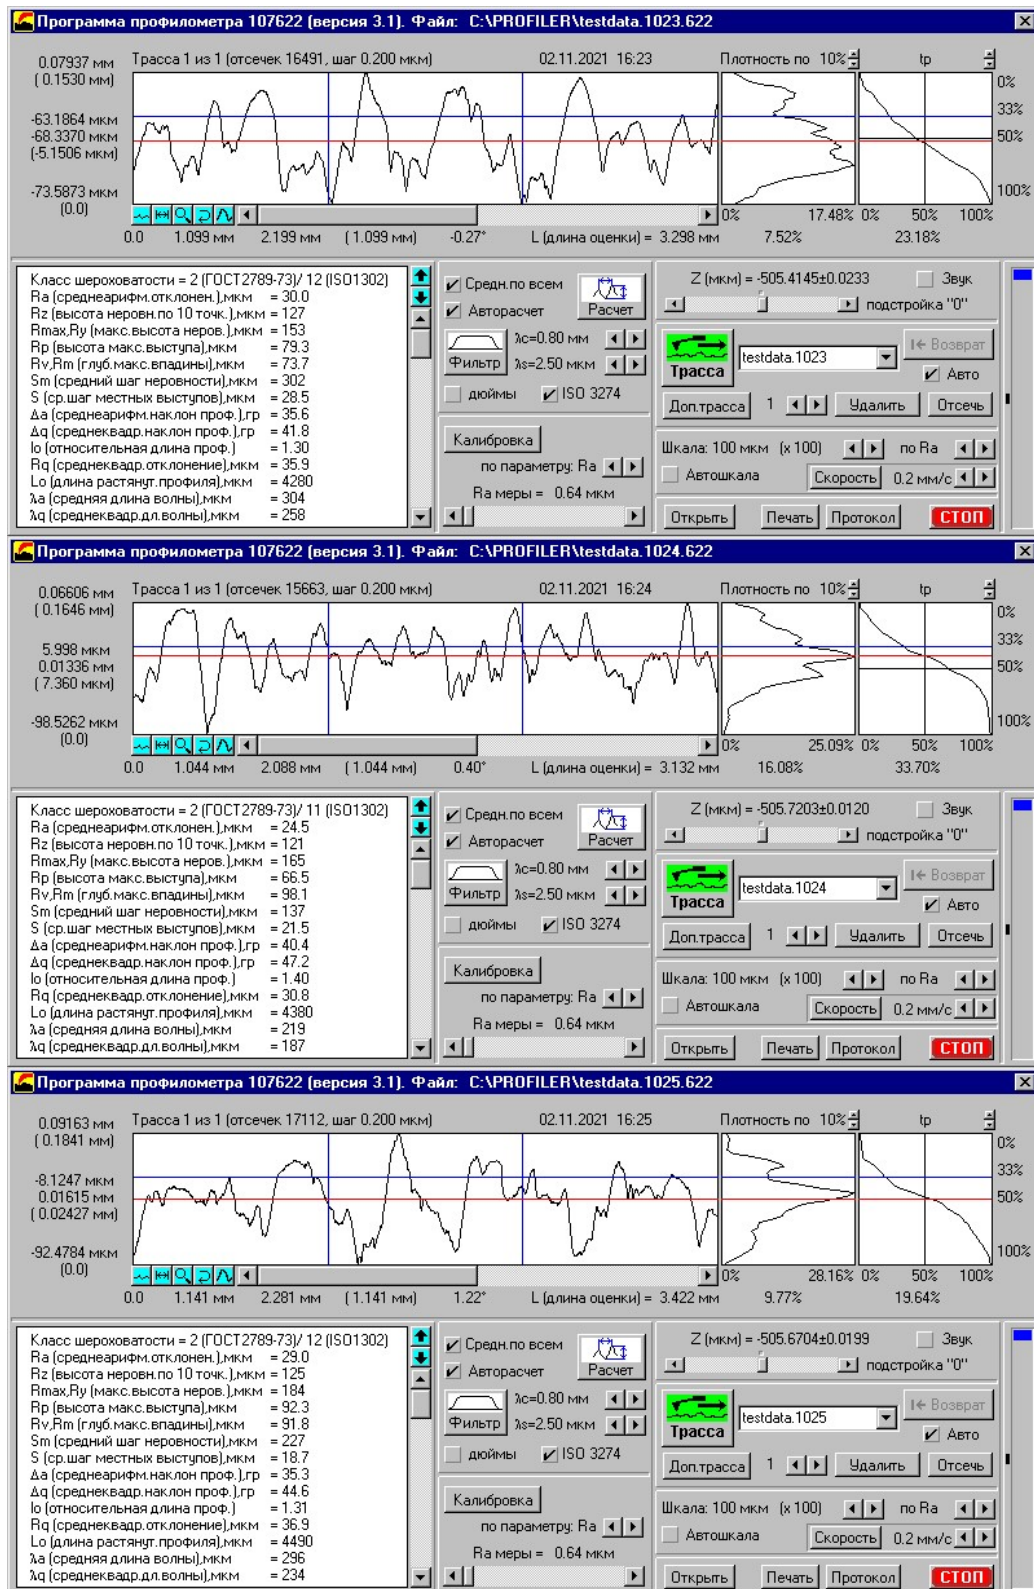 Программа профилометра 107622 (версия 3.1). Файл: C:\PROFILER\testdata.1023.622
0.07937 мм Трасса 1 из 1 (отсечек 16491, шаг 0.200 мкм) 02.11.2021 16:23 Плотность по 10% tp
( 0.1530 мм) 0%
-63.1864 мкм 33%
-68.3370 мкм 50%
(-5.1506 мкм)
-73.5873 мкм 100%
(0.0) 0% 17.48% 0% 50% 100%
0.0 1.099 мм 2.199 мм ( 1.099 мм) -0.27° L (длина оценки) = 3.298 мм 7.52% 23.18%
Класс шероховатости = 2 (ГОСТ2789-73)/ 12 (ISO1302)
Ra (среднеарифм.отклонен.),мкм = 30.0
Rz (высота неровн.по 10 точк.),мкм = 127
Rmax,Ry (макс.высота неров.),мкм = 153
Rp (высота макс.выступа),мкм = 79.3
Rv,Rm (глуб.макс.впадины),мкм = 73.7
Sm (средний шаг неровности),мкм = 302
S (ср.шаг местных выступов),мкм = 28.5
Δa (среднеарифм.наклон проф.),гр = 35.6
Δq (среднеквадр.наклон проф.),гр = 41.8
lo (относительная длина проф.) = 1.30
Rq (среднеквадр.отклонение),мкм = 35.9
Lo (длина растянут.профиля),мкм = 4280
λa (средняя длина волны),мкм = 304
λq (среднеквадр.дл.волны),мкм = 258
Средн.по всем
Авторасчет Расчет
λc=0.80 мм
Фильтр λs=2.50 мкм
дюймы ISO 3274
Калибровка
по параметру: Ra
Ra меры = 0.64 мкм
Z (мкм) = -505.4145±0.0233 Звук
подстройка "0"
Трасса testdata.1023 Возврат
Авто
Доп.трасса 1 Удалить Отсечь
Шкала: 100 мкм (x 100) по Ra
Автошкала Скорость 0.2 мм/с
Открыть Печать Протокол СТОП
Программа профилометра 107622 (версия 3.1). Файл: C:\PROFILER\testdata.1024.622
0.06606 мм Трасса 1 из 1 (отсечек 15663, шаг 0.200 мкм) 02.11.2021 16:24 Плотность по 10% tp
( 0.1646 мм) 0%
5.998 мкм 33%
0.01336 мм 50%
( 7.360 мкм)
-98.5262 мкм 100%
(0.0) 0% 25.09% 0% 50% 100%
0.0 1.044 мм 2.088 мм ( 1.044 мм) 0.40° L (длина оценки) = 3.132 мм 16.08% 33.70%
Класс шероховатости = 2 (ГОСТ2789-73)/ 11 (ISO1302)
Ra (среднеарифм.отклонен.),мкм = 24.5
Rz (высота неровн.по 10 точк.),мкм = 121
Rmax,Ry (макс.высота неров.),мкм = 165
Rp (высота макс.выступа),мкм = 66.5
Rv,Rm (глуб.макс.впадины),мкм = 98.1
Sm (средний шаг неровности),мкм = 137
S (ср.шаг местных выступов),мкм = 21.5
Δa (среднеарифм.наклон проф.),гр = 40.4
Δq (среднеквадр.наклон проф.),гр = 47.2
lo (относительная длина проф.) = 1.40
Rq (среднеквадр.отклонение),мкм = 30.8
Lo (длина растянут.профиля),мкм = 4380
λa (средняя длина волны),мкм = 219
λq (среднеквадр.дл.волны),мкм = 187
Средн.по всем
Авторасчет Расчет
λc=0.80 мм
Фильтр λs=2.50 мкм
дюймы ISO 3274
Калибровка
по параметру: Ra
Ra меры = 0.64 мкм
Z (мкм) = -505.7203±0.0120 Звук
подстройка "0"
Трасса testdata.1024 Возврат
Авто
Доп.трасса 1 Удалить Отсечь
Шкала: 100 мкм (x 100) по Ra
Автошкала Скорость 0.2 мм/с
Открыть Печать Протокол СТОП
Программа профилометра 107622 (версия 3.1). Файл: C:\PROFILER\testdata.1025.622
0.09163 мм Трасса 1 из 1 (отсечек 17112, шаг 0.200 мкм) 02.11.2021 16:25 Плотность по 10% tp
( 0.1841 мм) 0%
-8.1247 мкм 33%
0.01615 мм 50%
( 0.02427 мм)
-92.4784 мкм 100%
(0.0) 0% 28.16% 0% 50% 100%
0.0 1.141 мм 2.281 мм ( 1.141 мм) 1.22° L (длина оценки) = 3.422 мм 9.77% 19.64%
Класс шероховатости = 2 (ГОСТ2789-73)/ 12 (ISO1302)
Ra (среднеарифм.отклонен.),мкм = 29.0
Rz (высота неровн.по 10 точк.),мкм = 125
Rmax,Ry (макс.высота неров.),мкм = 184
Rp (высота макс.выступа),мкм = 92.3
Rv,Rm (глуб.макс.впадины),мкм = 91.8
Sm (средний шаг неровности),мкм = 227
S (ср.шаг местных выступов),мкм = 18.7
Δa (среднеарифм.наклон проф.),гр = 35.3
Δq (среднеквадр.наклон проф.),гр = 44.6
lo (относительная длина проф.) = 1.31
Rq (среднеквадр.отклонение),мкм = 36.9
Lo (длина растянут.профиля),мкм = 4490
λa (средняя длина волны),мкм = 296
λq (среднеквадр.дл.волны),мкм = 234
Средн.по всем
Авторасчет Расчет
λc=0.80 мм
Фильтр λs=2.50 мкм
дюймы ISO 3274
Калибровка
по параметру: Ra
Ra меры = 0.64 мкм
Z (мкм) = -505.6704±0.0199 Звук
подстройка "0"
Трасса testdata.1025 Возврат
Авто
Доп.трасса 1 Удалить Отсечь
Шкала: 100 мкм (x 100) по Ra
Автошкала Скорость 0.2 мм/с
Открыть Печать Протокол СТОП